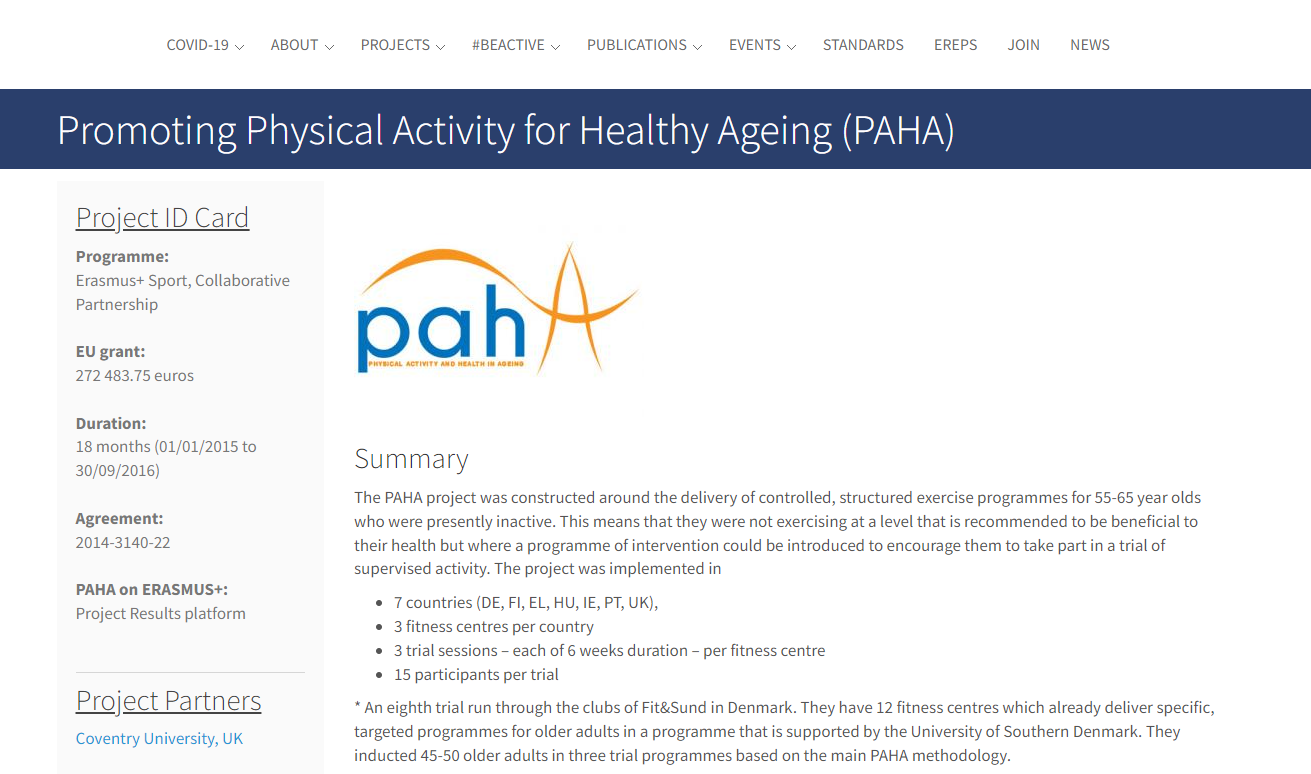 COVID-19 ABOUT PROJECTS #BEACTIVE PUBLICATIONS EVENTS STANDARDS EREPS JOIN NEWS
Promoting Physical Activity for Healthy Ageing (PAHA)
Project ID Card
Programme:
Erasmus+ Sport, Collaborative
Partnership
EU grant:
272 483.75 euros
Duration:
18 months (01/01/2015 to
30/09/2016)
Agreement:
2014-3140-22
PAHA on ERASMUS+:
Project Results platform
Project Partners
Coventry University, UK
pahA
PHYSICAL ACTIVITY AND HEALTH IN AGEING
Summary
The PAHA project was constructed around the delivery of controlled, structured exercise programmes for 55-65 year olds
who were presently inactive. This means that they were not exercising at a level that is recommended to be beneficial to
their health but where a programme of intervention could be introduced to encourage them to take part in a trial of
supervised activity. The project was implemented in
• 7 countries (DE, FI, EL, HU, IE, PT, UK),
• 3 fitness centres per country
• 3 trial sessions – each of 6 weeks duration – per fitness centre
• 15 participants per trial
* An eighth trial run through the clubs of Fit&Sund in Denmark. They have 12 fitness centres which already deliver specific,
targeted programmes for older adults in a programme that is supported by the University of Southern Denmark. They
inducted 45-50 older adults in three trial programmes based on the main PAHA methodology.